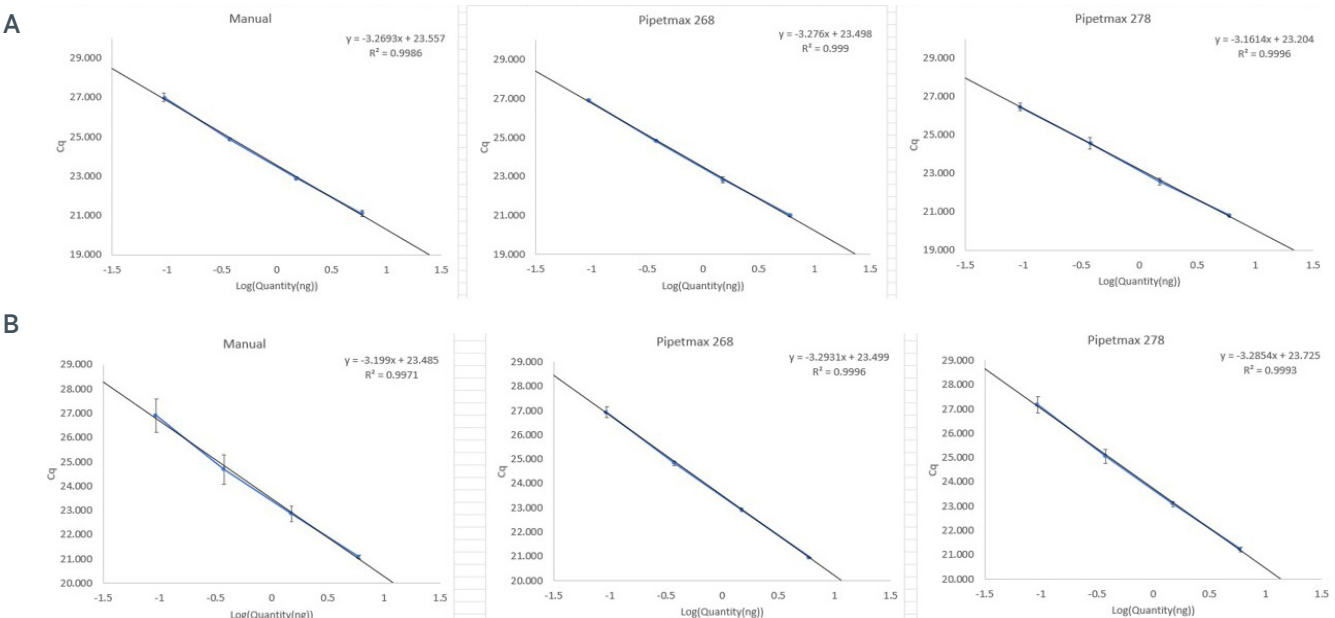 A
Manual
y = -3.2693x + 23.557
R² = 0.9986
29.000
27.000
25.000
23.000
21.000
19.000
Cq
-1.5 -1 -0.5 0 0.5 1 1.5
Log(Quantity(ng))
Pipetmax 268
y = -3.276x + 23.498
R² = 0.999
29.000
27.000
25.000
23.000
21.000
19.000
Cq
-1.5 -1 -0.5 0 0.5 1 1.5
Log(Quantity(ng))
Pipetmax 278
y = -3.1614x + 23.204
R² = 0.9996
29.000
27.000
25.000
23.000
21.000
19.000
Cq
-1.5 -1 -0.5 0 0.5 1 1.5
Log(Quantity(ng))
B
Manual
y = -3.199x + 23.485
R² = 0.9971
29.000
28.000
27.000
26.000
25.000
24.000
23.000
22.000
21.000
20.000
Cq
-1.5 -1 -0.5 0 0.5 1 1.5
Log(Quantity(ng))
Pipetmax 268
y = -3.2931x + 23.499
R² = 0.9996
29.000
28.000
27.000
26.000
25.000
24.000
23.000
22.000
21.000
20.000
Cq
-1.5 -1 -0.5 0 0.5 1 1.5
Log(Quantity(ng))
Pipetmax 278
y = -3.2854x + 23.725
R² = 0.9993
29.000
28.000
27.000
26.000
25.000
24.000
23.000
22.000
21.000
20.000
Cq
-1.5 -1 -0.5 0 0.5 1 1.5
Log(Quantity(ng))